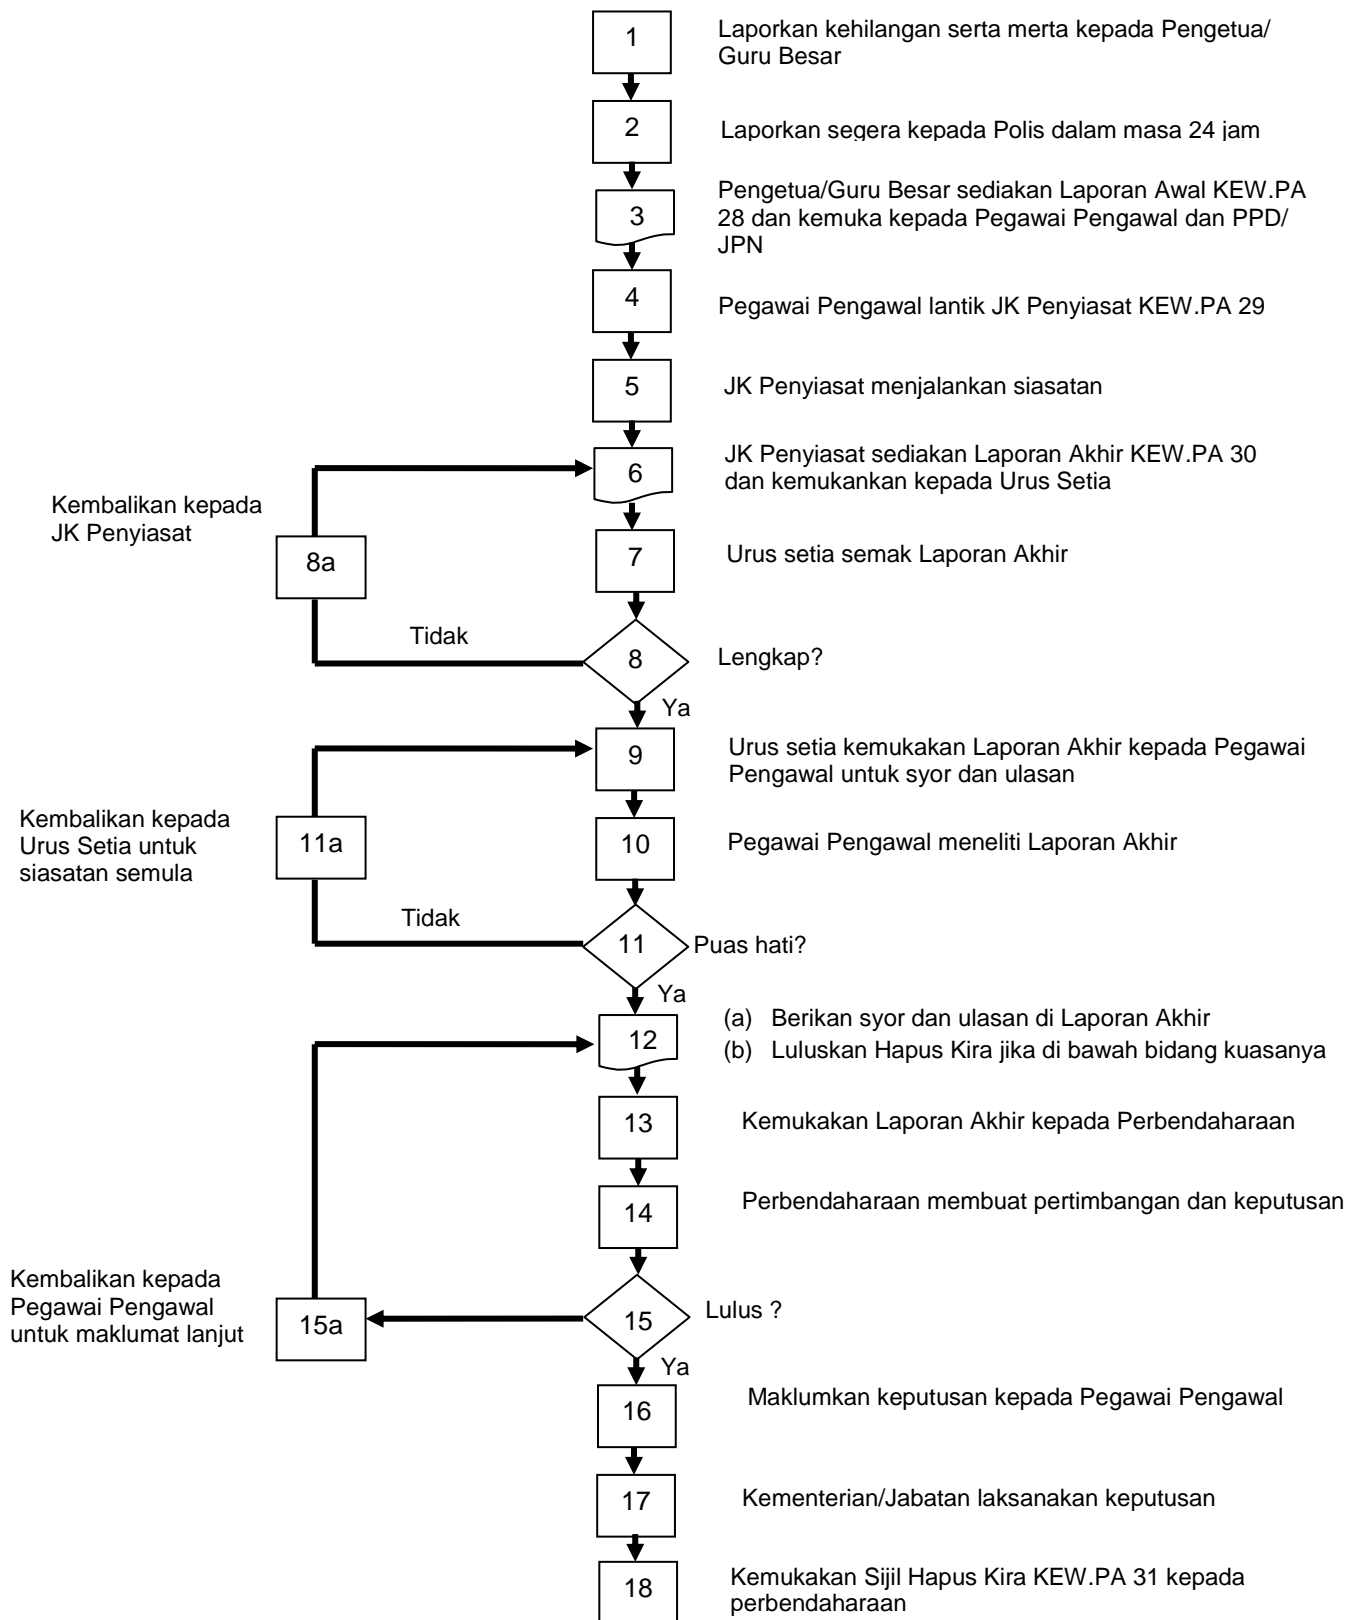 1
Laporkan kehilangan serta merta kepada Pengetua/
Guru Besar
2
Laporkan segera kepada Polis dalam masa 24 jam
3
Pengetua/Guru Besar sediakan Laporan Awal KEW.PA
28 dan kemuka kepada Pegawai Pengawal dan PPD/
JPN
4
Pegawai Pengawal lantik JK Penyiasat KEW.PA 29
5
JK Penyiasat menjalankan siasatan
6
JK Penyiasat sediakan Laporan Akhir KEW.PA 30
dan kemukankan kepada Urus Setia
Kembalikan kepada
JK Penyiasat
8a
7
Urus setia semak Laporan Akhir
Tidak
8
Lengkap?
Ya
9
Urus setia kemukakan Laporan Akhir kepada Pegawai
Pengawal untuk syor dan ulasan
Kembalikan kepada
Urus Setia untuk
siasatan semula
11a
10
Pegawai Pengawal meneliti Laporan Akhir
Tidak
11
Puas hati?
Ya
12
(a) Berikan syor dan ulasan di Laporan Akhir
(b) Luluskan Hapus Kira jika di bawah bidang kuasanya
13
Kemukakan Laporan Akhir kepada Perbendaharaan
14
Perbendaharaan membuat pertimbangan dan keputusan
Kembalikan kepada
Pegawai Pengawal
untuk maklumat lanjut
15a
15
Lulus ?
Ya
16
Maklumkan keputusan kepada Pegawai Pengawal
17
Kementerian/Jabatan laksanakan keputusan
18
Kemukakan Sijil Hapus Kira KEW.PA 31 kepada
perbendaharaan